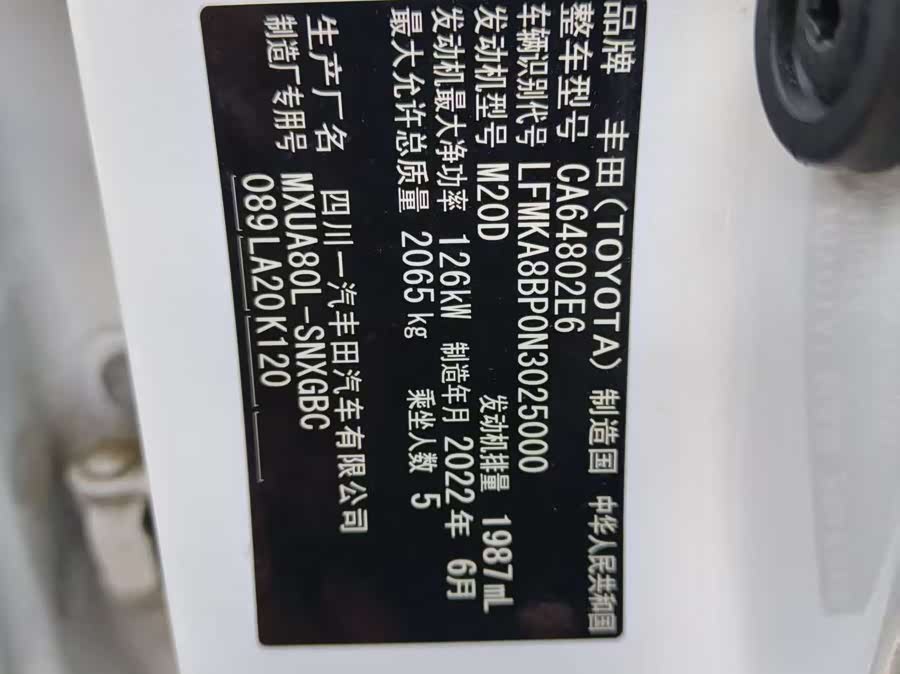 品牌 丰田(TOYOTA) 制造国 中华人民共和国
整车型号 CA64802E6
车辆识别代号 LFMKA8BP0N3025000
发动机型号 M20D 发动机排量 1987mL
发动机最大净功率 126kW 制造年月 2022年 6月
最大允许总质量 2065kg 乘坐人数 5
生产厂名 四川一汽丰田汽车有限公司
制造厂专用号 MXUA80L-SNXGBC
089LA20K120